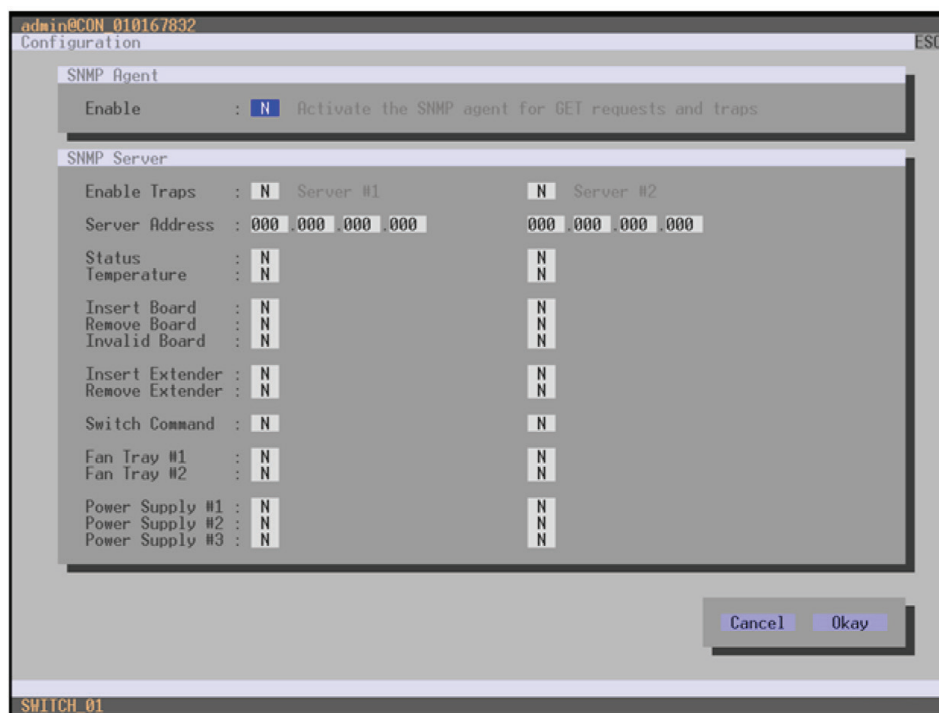 admin@CON_010167832
Configuration ESC
SNMP Agent
Enable : N Activate the SNMP agent for GET requests and traps
SNMP Server
Enable Traps : N Server #1 N Server #2
Server Address : 000 .000 .000 .000 000 .000 .000 .000
Status : N N
Temperature : N N
Insert Board : N N
Remove Board : N N
Invalid Board : N N
Insert Extender : N N
Remove Extender : N N
Switch Command : N N
Fan Tray #1 : N N
Fan Tray #2 : N N
Power Supply #1 : N N
Power Supply #2 : N N
Power Supply #3 : N N
Cancel Okay
SWITCH_01